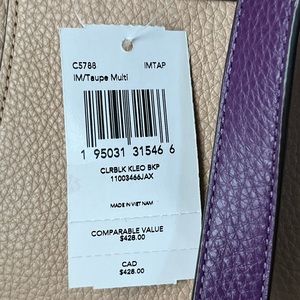 C5788 IMTAP
IM/Taupe Multi
1 95031 31546 6
CLRBLK KLEO BKP
11003466JAX
MADE IN VIET NAM
COMPARABLE VALUE
$428.00
CAD
$428.00